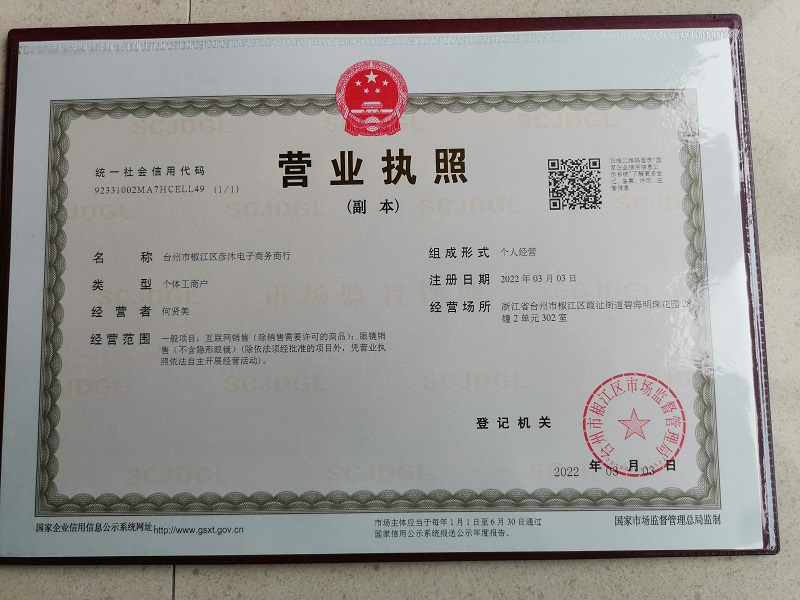 统一社会信用代码
92331002MA7HCELL49 (1/1)
营业执照
(副 本)
扫描二维码登录“国
家企业信用信息公
示系统”了解更多登
记、备案、许可、监
管信息
名 称 台州市椒江区彦沐电子商务商行
类 型 个体工商户
经 营 者 何贤美
经营范围 一般项目：互联网销售（除销售需要许可的商品）；眼镜销
售（不含隐形眼镜）（除依法须经批准的项目外，凭营业执
照依法自主开展经营活动）。
组成形式 个人经营
注册日期 2022 年 03 月 03 日
经营场所 浙江省台州市椒江区葭沚街道碧海明珠花园 28
幢 2 单元 302 室
登记机关
台州市椒江区市场监督管理局
2022 年 03 月 03 日
国家企业信用信息公示系统网址 http://www.gsxt.gov.cn
市场主体应当于每年 1 月 1 日至 6 月 30 日通过
国家信用公示系统报送公示年度报告。
国家市场监督管理总局监制
SCJDGL
市场监督